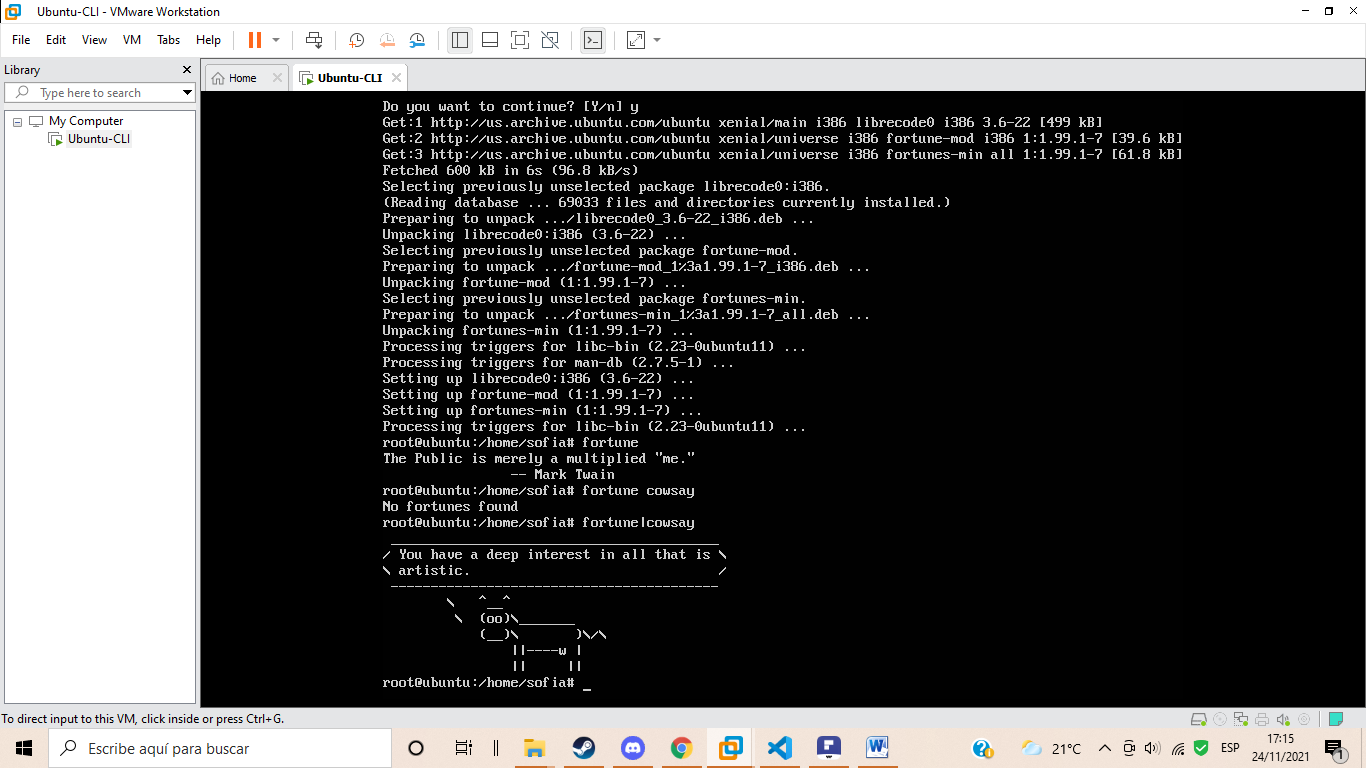 Ubuntu-CLI - VMware Workstation
File Edit View VM Tabs Help
Library
Type here to search
My Computer
Ubuntu-CLI
Home
Ubuntu-CLI
Do you want to continue? [Y/n] y
Get:1 http://us.archive.ubuntu.com/ubuntu xenial/main i386 librecode0 i386 3.6-22 [499 kB]
Get:2 http://us.archive.ubuntu.com/ubuntu xenial/universe i386 fortune-mod i386 1:1.99.1-7 [39.6 kB]
Get:3 http://us.archive.ubuntu.com/ubuntu xenial/universe i386 fortunes-min all 1:1.99.1-7 [61.8 kB]
Fetched 600 kB in 6s (96.8 kB/s)
Selecting previously unselected package librecode0:i386.
(Reading database ... 69033 files and directories currently installed.)
Preparing to unpack .../librecode0_3.6-22_i386.deb ...
Unpacking librecode0:i386 (3.6-22) ...
Selecting previously unselected package fortune-mod.
Preparing to unpack .../fortune-mod_1%3a1.99.1-7_i386.deb ...
Unpacking fortune-mod (1:1.99.1-7) ...
Selecting previously unselected package fortunes-min.
Preparing to unpack .../fortunes-min_1%3a1.99.1-7_all.deb ...
Unpacking fortunes-min (1:1.99.1-7) ...
Processing triggers for libc-bin (2.23-0ubuntu11) ...
Processing triggers for man-db (2.7.5-1) ...
Setting up librecode0:i386 (3.6-22) ...
Setting up fortune-mod (1:1.99.1-7) ...
Setting up fortunes-min (1:1.99.1-7) ...
Processing triggers for libc-bin (2.23-0ubuntu11) ...
root@ubuntu:/home/sofia# fortune
The Public is merely a multiplied "me."
-- Mark Twain
root@ubuntu:/home/sofia# fortune cowsay
No fortunes found
root@ubuntu:/home/sofia# fortune|cowsay
 _________________________________________
/ You have a deep interest in all that is \
\ artistic.                               /
 -----------------------------------------
        \   ^__^
         \  (oo)\_______
            (__)\       )\/\
                ||----w |
                ||     ||
root@ubuntu:/home/sofia# _
To direct input to this VM, click inside or press Ctrl+G.
Escribe aquí para buscar
21°C
ESP
17:15
24/11/2021
1